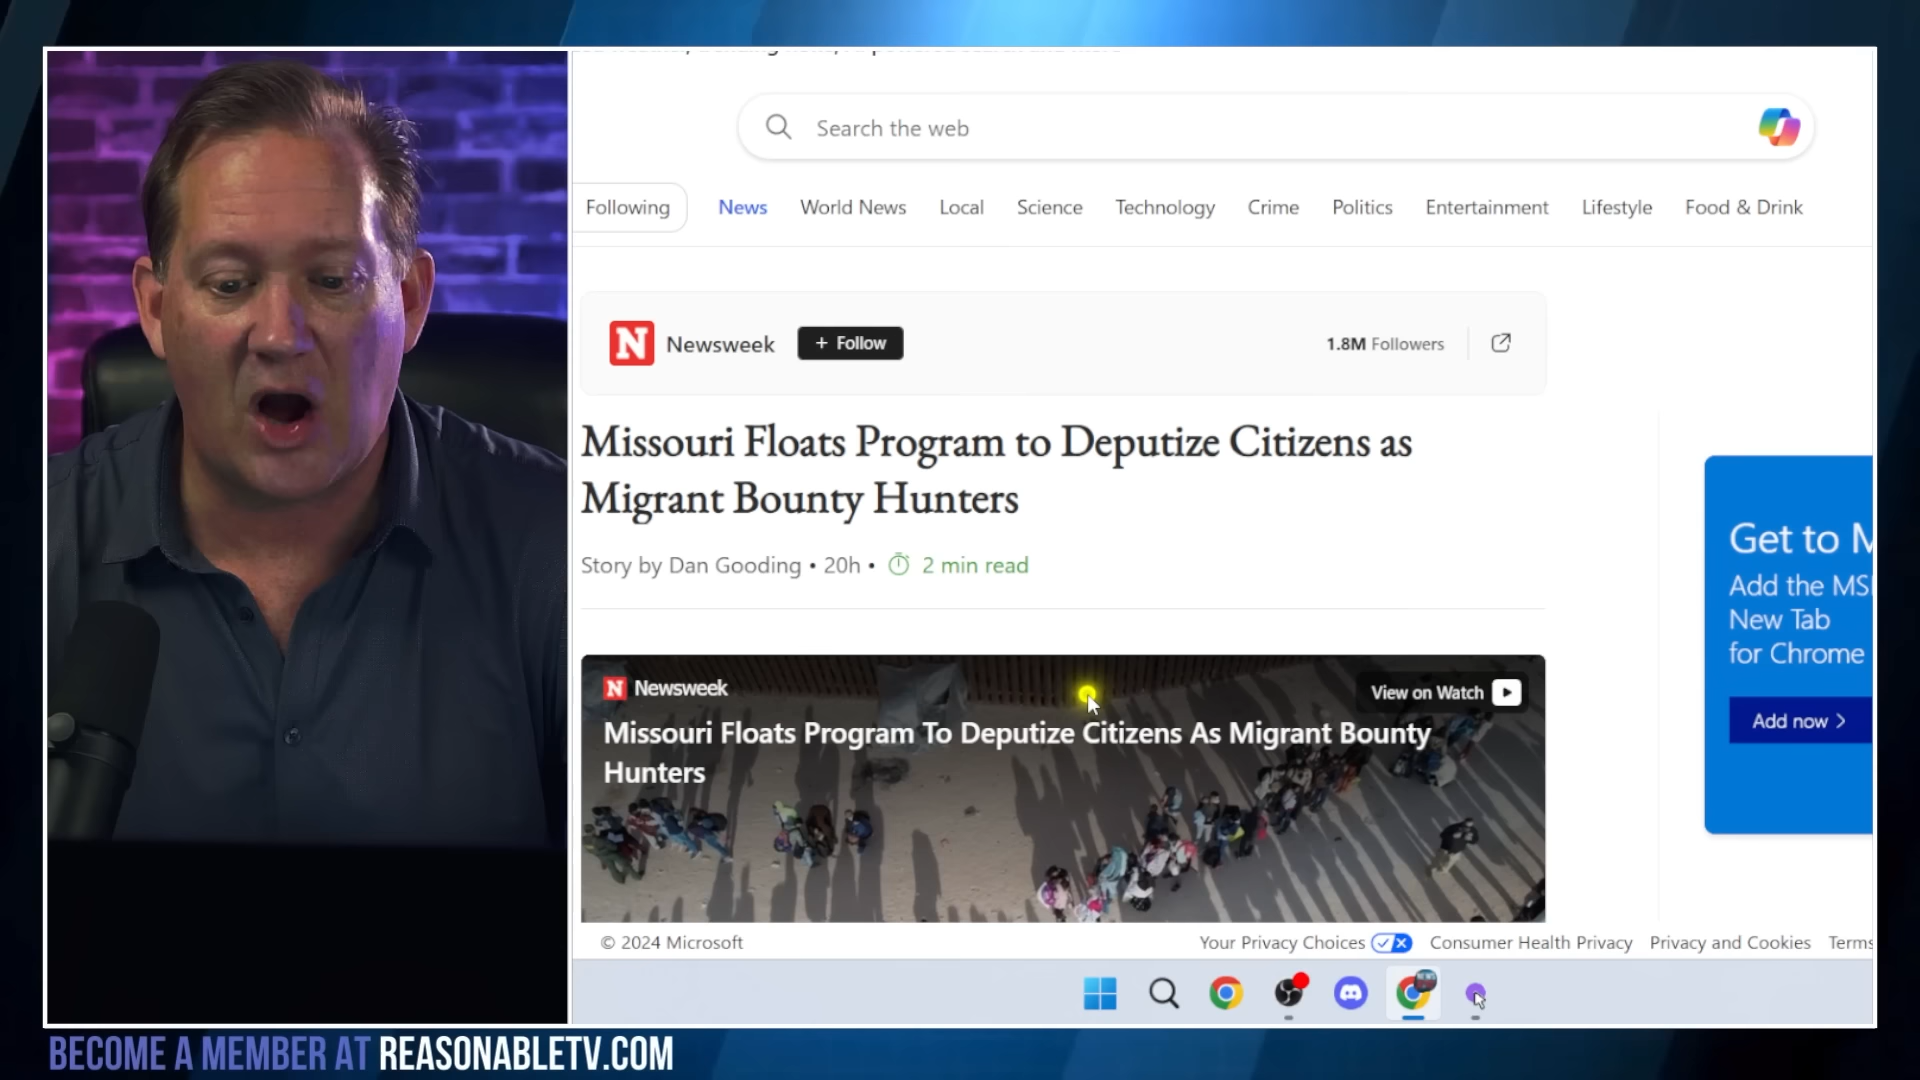 Search the web
Following News World News Local Science Technology Crime Politics Entertainment Lifestyle Food & Drink
N Newsweek + Follow 1.8M Followers
Missouri Floats Program to Deputize Citizens as
Migrant Bounty Hunters
Story by Dan Gooding • 20h • 2 min read
N Newsweek
View on Watch
Missouri Floats Program To Deputize Citizens As Migrant Bounty
Hunters
Get to
Add the
New Tab
for Chrome
Add now >
© 2024 Microsoft Your Privacy Choices Consumer Health Privacy Privacy and Cookies Terms
BECOME A MEMBER AT REASONABLETV.COM